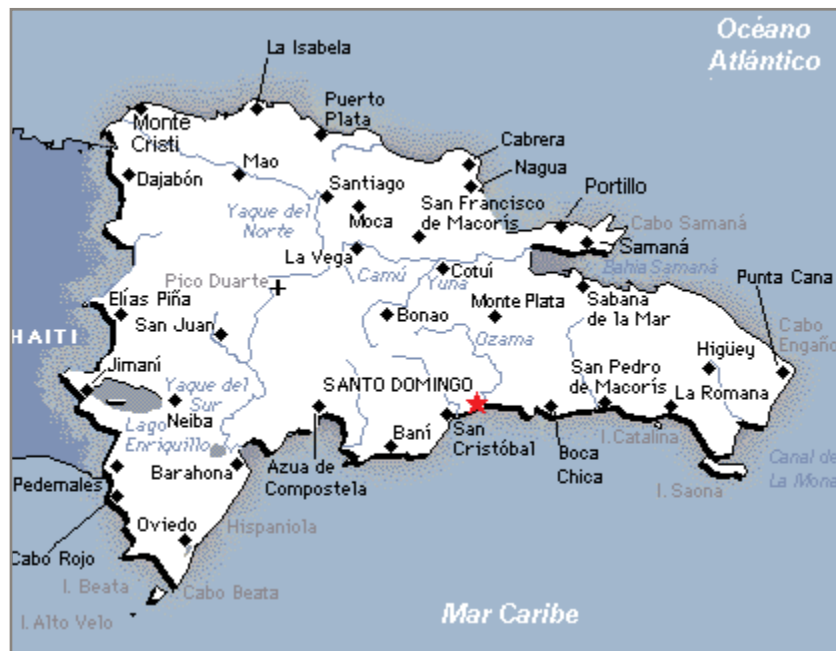 Océano
Atlántico
La Isabela
Puerto
Plata
Monte
Cristi
Cabrera
Mao
Nagua
Dajabón
Santiago
Portillo
San Francisco
de Macorís
Moca
Yaque del
Norte
Cabo Samaná
Samaná
La Vega
Camú
Cotuí
Yuna
Bahia Samaná
Pico Duarte
Punta Cana
Elías Piña
Bonao
Monte Plata
Sabana
de la Mar
San Juan
Cabo
Engaño
HAITI
Ozama
Jimaní
Higüey
San Pedro
de Macorís
Yaque del
Sur
SANTO DOMINGO
La Romana
Neiba
Lago
Enriquillo
Baní
San
Cristóbal
I. Catalina
Boca
Chica
Barahona
Azua de
Compostela
Canal de
La Mona
Pedemales
I. Saona
Oviedo
Hispaniola
Cabo Rojo
I. Beata
Cabo Beata
I. Alto Velo
Mar Caribe